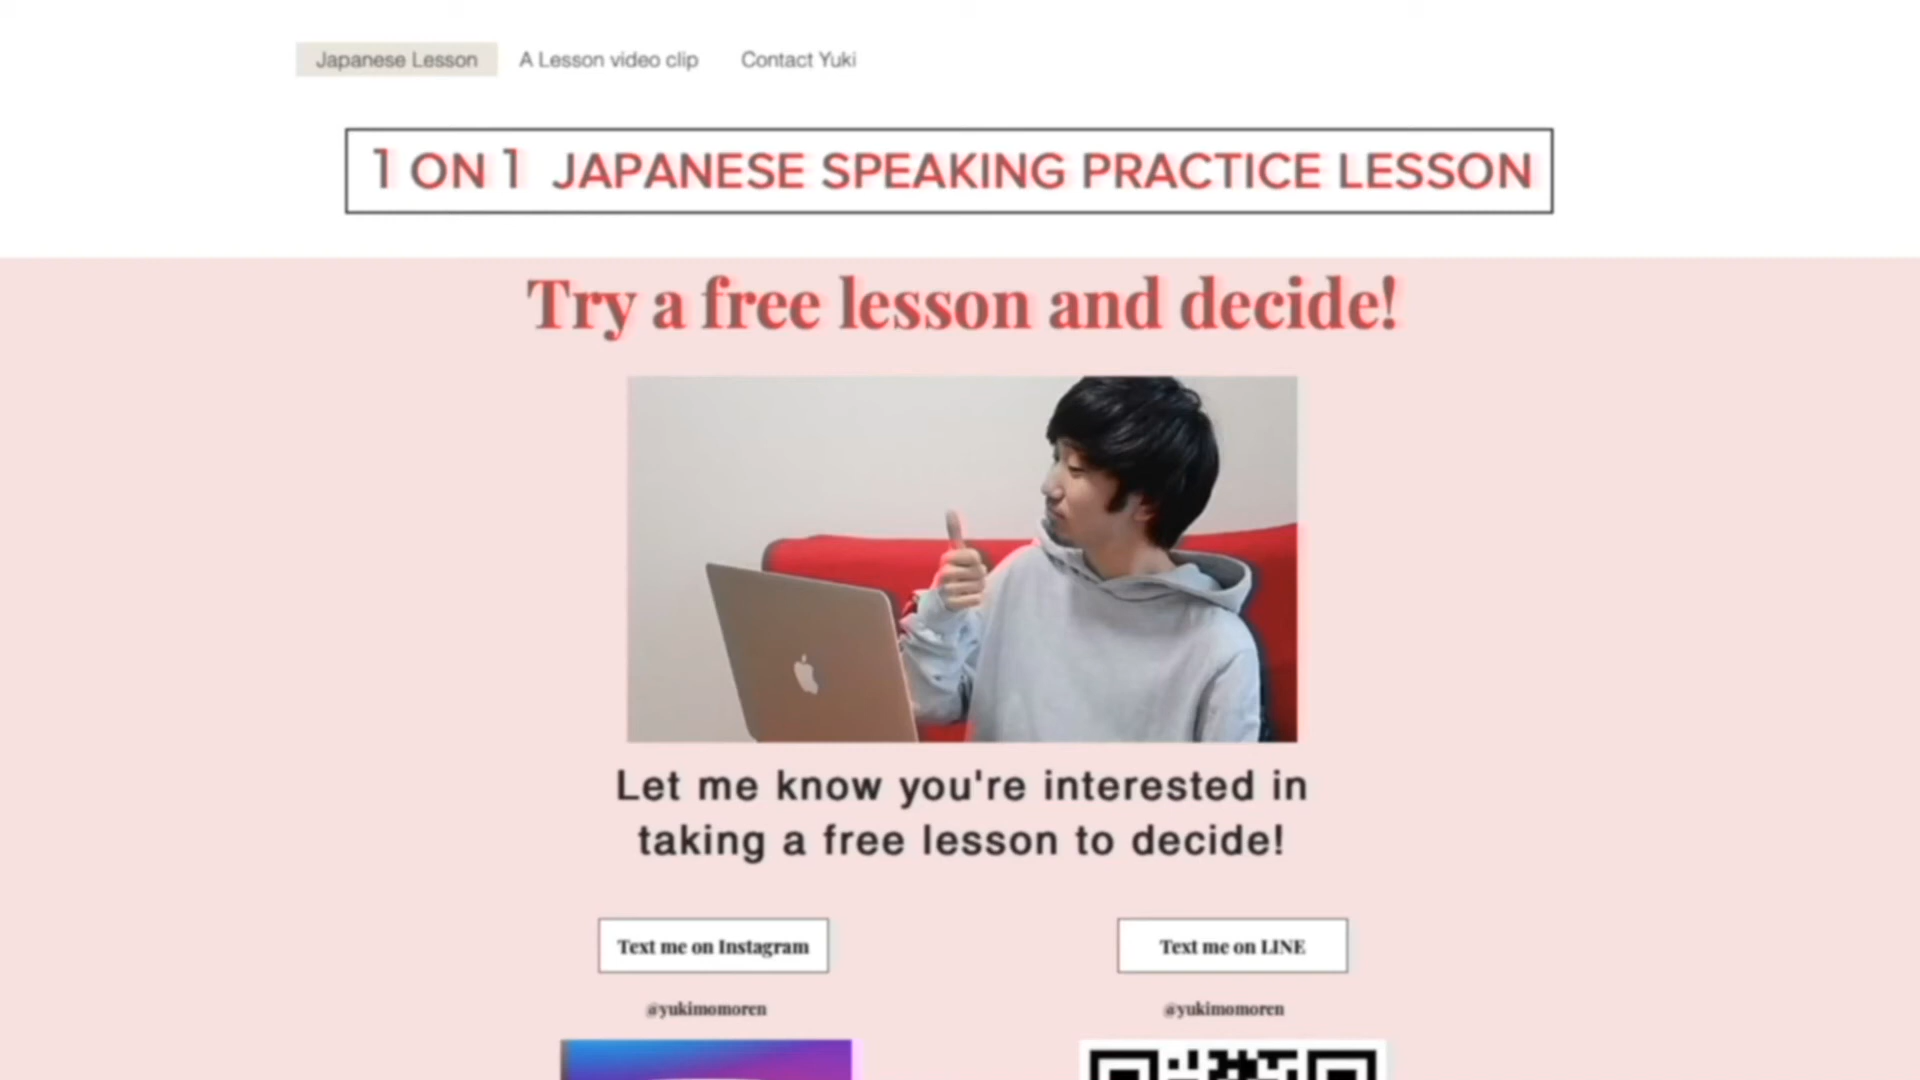 Japanese Lesson
A Lesson video clip
Contact Yuki
1 ON 1 JAPANESE SPEAKING PRACTICE LESSON
Try a free lesson and decide!
Let me know you're interested in
taking a free lesson to decide!
Text me on Instagram
Text me on LINE
@yukimomoren
@yukimomoren